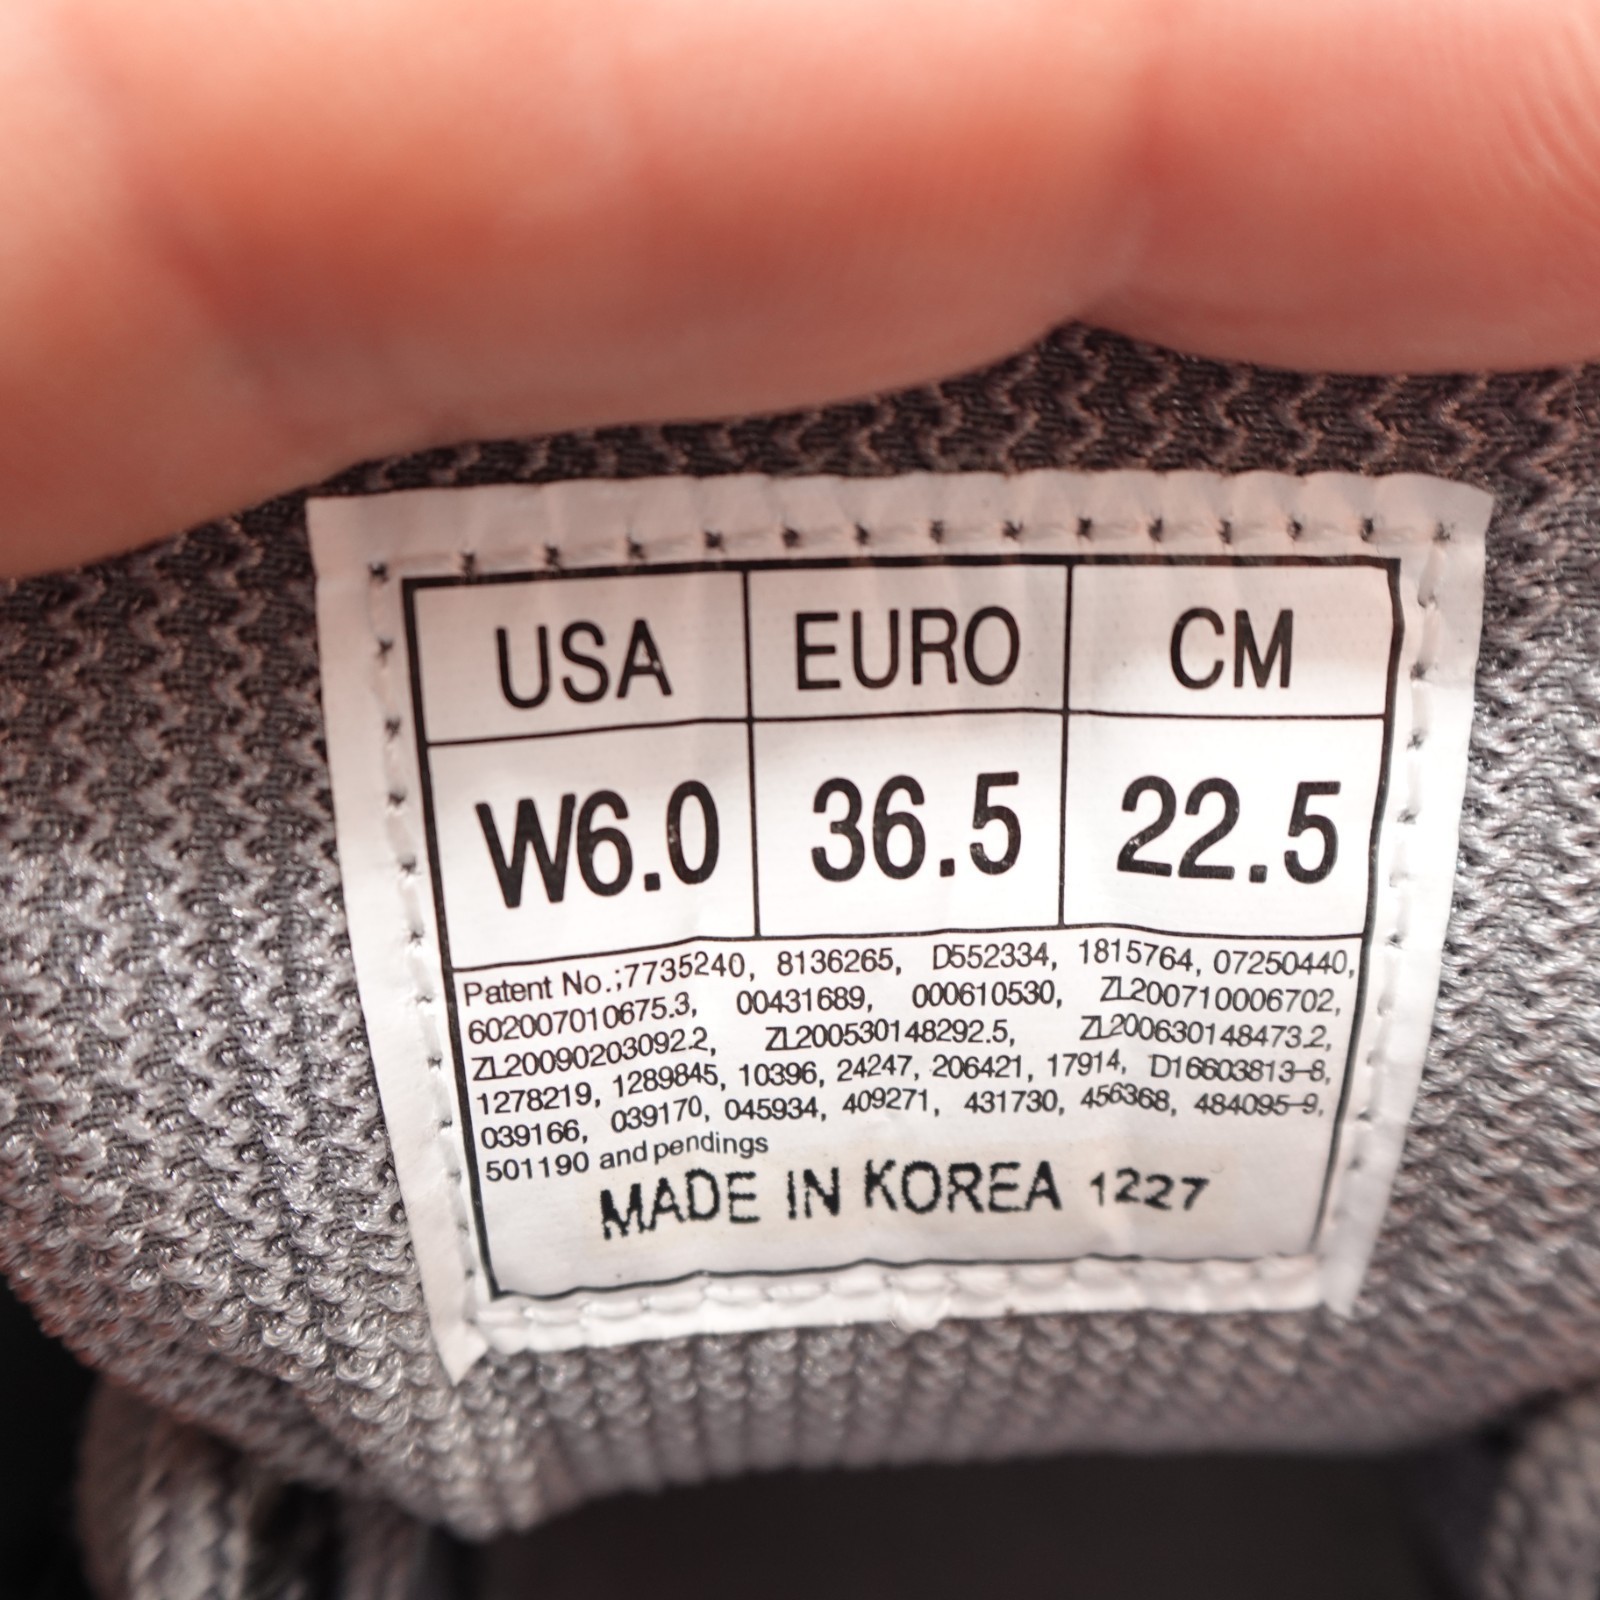 USA EURO CM
W6.0 36.5 22.5
Patent No.:;7735240, 8136265, D552334, 1815764, 07250440,
602007010675.3, 00431689, 000610530, ZL200710006702,
ZL20090203092.2, ZL200530148292.5, ZL200630148473.2,
1278219, 1289845, 10396, 24247, 206421, 17914, D16603813-8,
039166, 039170, 045934, 409271, 431730, 456368, 484095-9,
501190 and pendings
MADE IN KOREA 1227